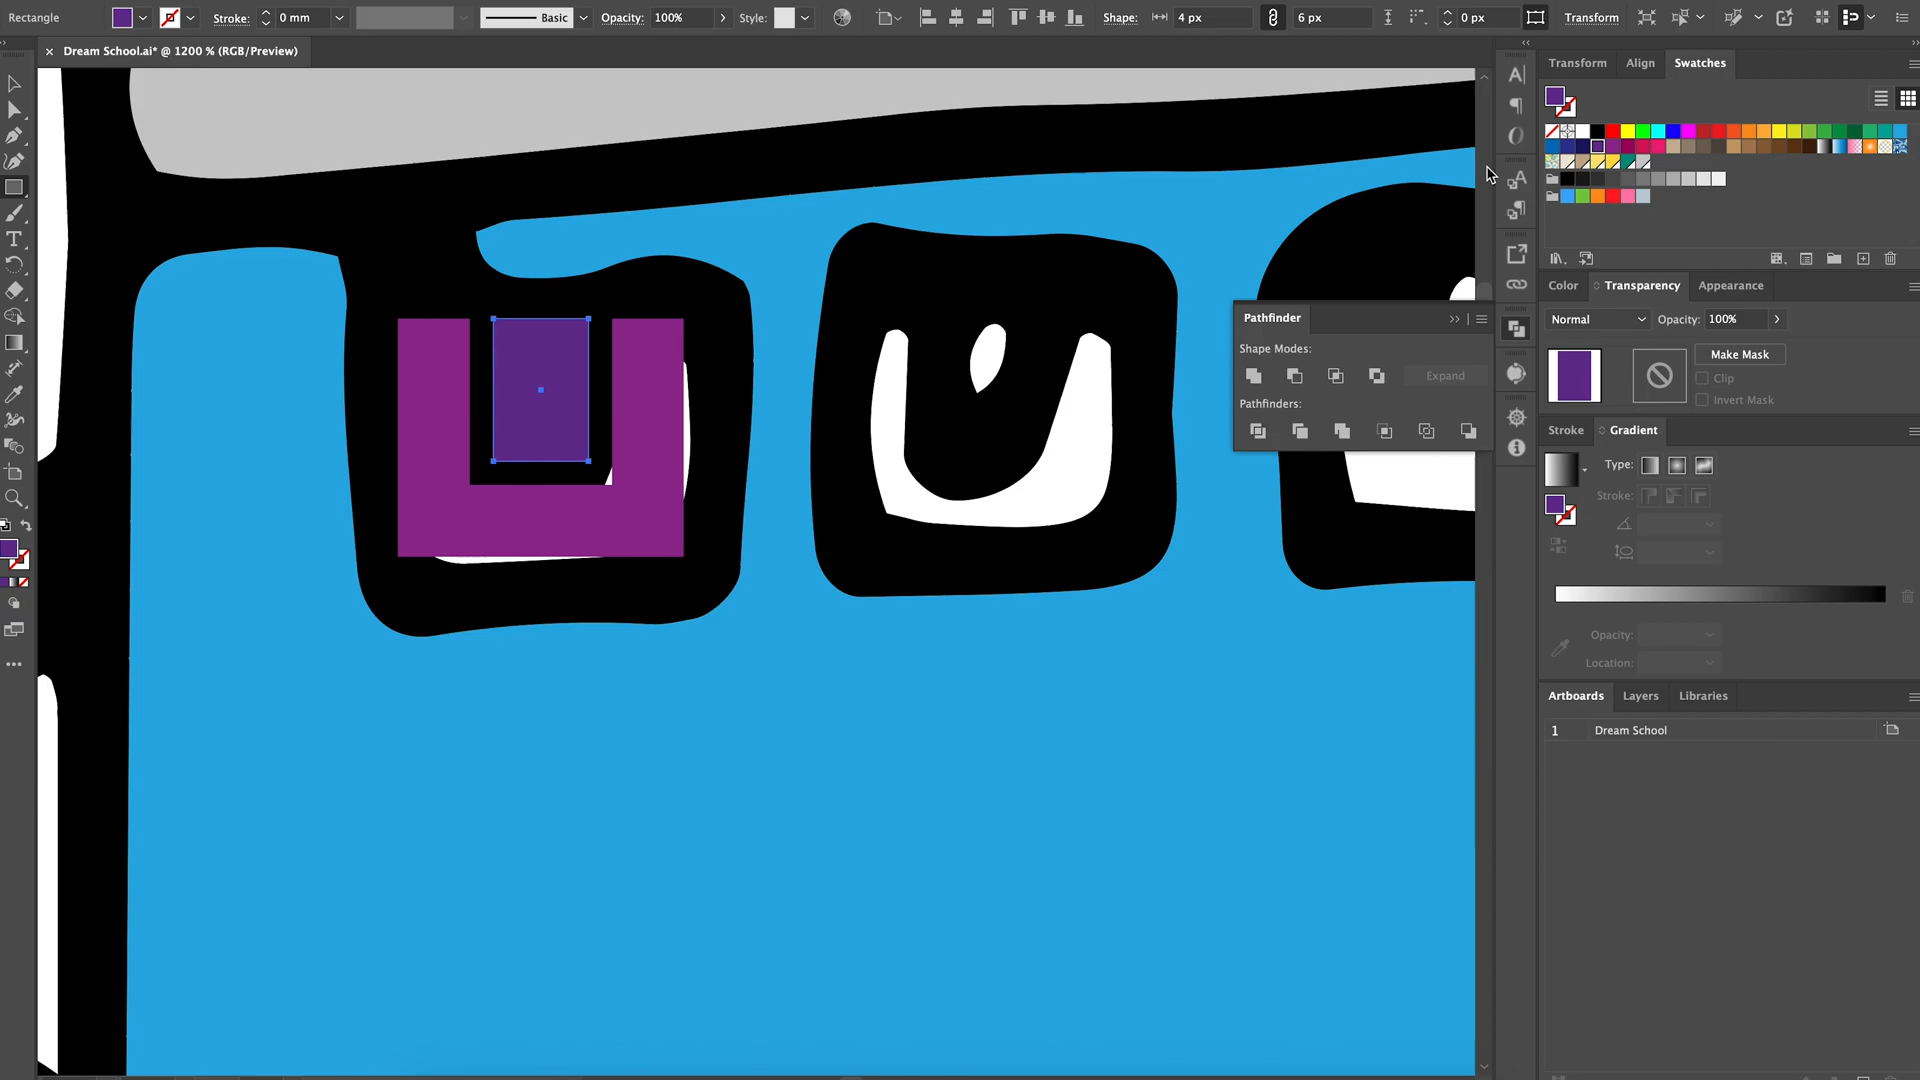 Rectangle Stroke: 0 mm Basic Opacity: 100% Style: Shape: 4 px 6 px 0 px Transform
Dream School.ai* @ 1200 % (RGB/Preview)
Transform Align Swatches
Color Transparency Appearance
Normal Opacity: 100%
Make Mask
Clip
Invert Mask
Pathfinder
Shape Modes:
Expand
Pathfinders:
Stroke Gradient
Type:
Stroke:
Opacity:
Location:
Artboards Layers Libraries
1 Dream School